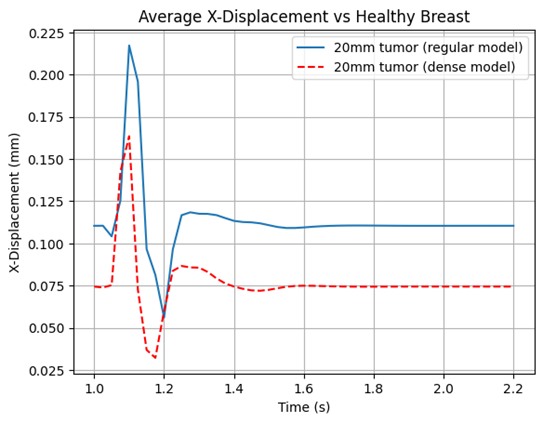 Average X-Displacement vs Healthy Breast
0.225
0.200
0.175
0.150
0.125
0.100
0.075
0.050
0.025
X-Displacement (mm)
20mm tumor (regular model)
20mm tumor (dense model)
1.0 1.2 1.4 1.6 1.8 2.0 2.2
Time (s)